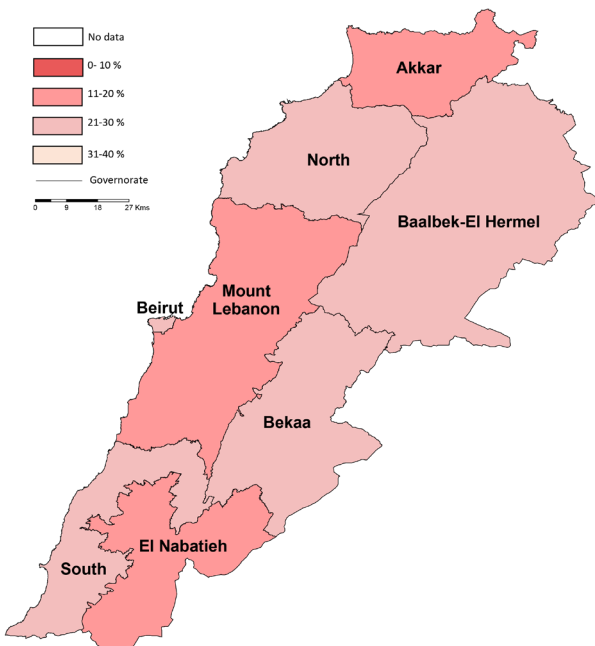 No data
0- 10 %
11-20 %
21-30 %
31-40 %
Governorate
0 9 18 27 Kms
Akkar
North
Baalbek-El Hermel
Mount
Lebanon
Beirut
Bekaa
El Nabatieh
South